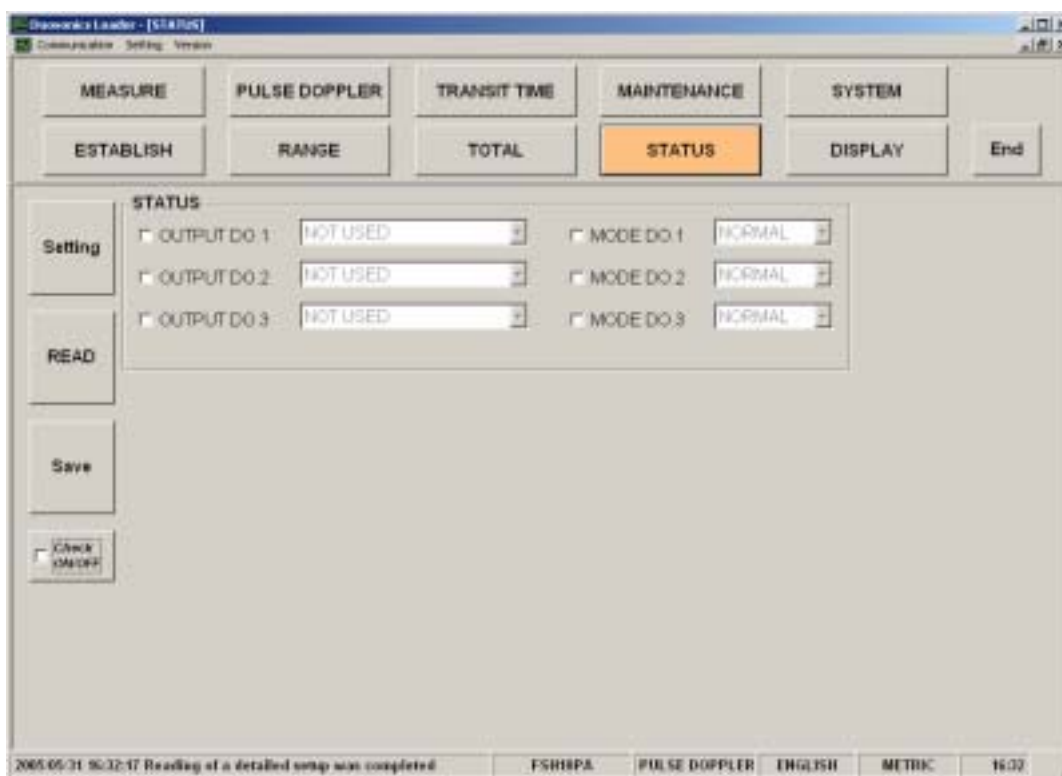 Duosonics Loader - [STATUS]
Communication Setting Version
MEASURE PULSE DOPPLER TRANSIT TIME MAINTENANCE SYSTEM
ESTABLISH RANGE TOTAL STATUS DISPLAY End
STATUS
Setting
OUTPUT DO.1 NOT USED MODE DO.1 NORMAL
OUTPUT DO.2 NOT USED MODE DO.2 NORMAL
OUTPUT DO.3 NOT USED MODE DO.3 NORMAL
READ
Save
Check
ON/OFF
2005/05/31 16:32:17 Reading of a detailed setup was completed FSH10PA PULSE DOPPLER ENGLISH METRIC 16:32